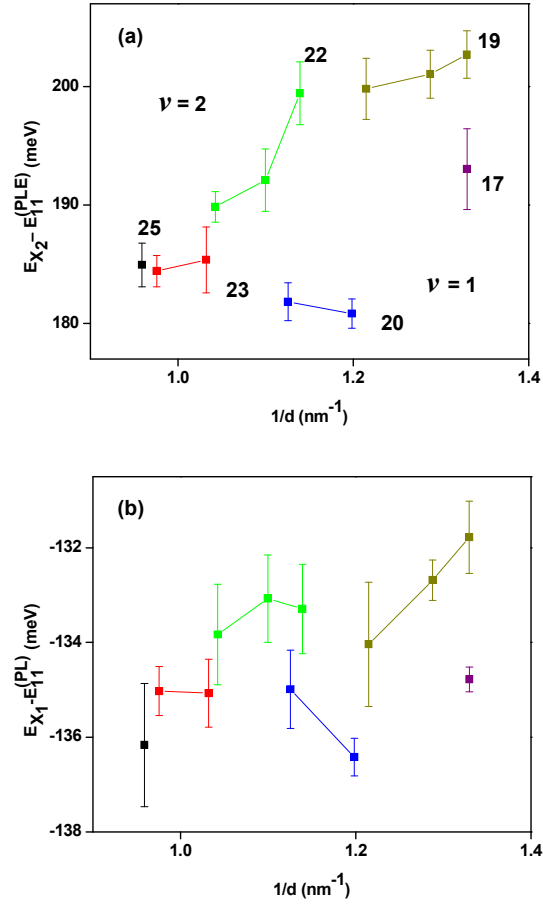 (a)
22
19
ν = 2
200
17
E_X2 – E_11^(PLE) (meV)
190
25
23
ν = 1
20
180
1.0 1.2 1.4
1/d (nm^-1)
(b)
-132
E_X1-E_11^(PL) (meV)
-134
-136
-138
1.0 1.2 1.4
1/d (nm^-1)